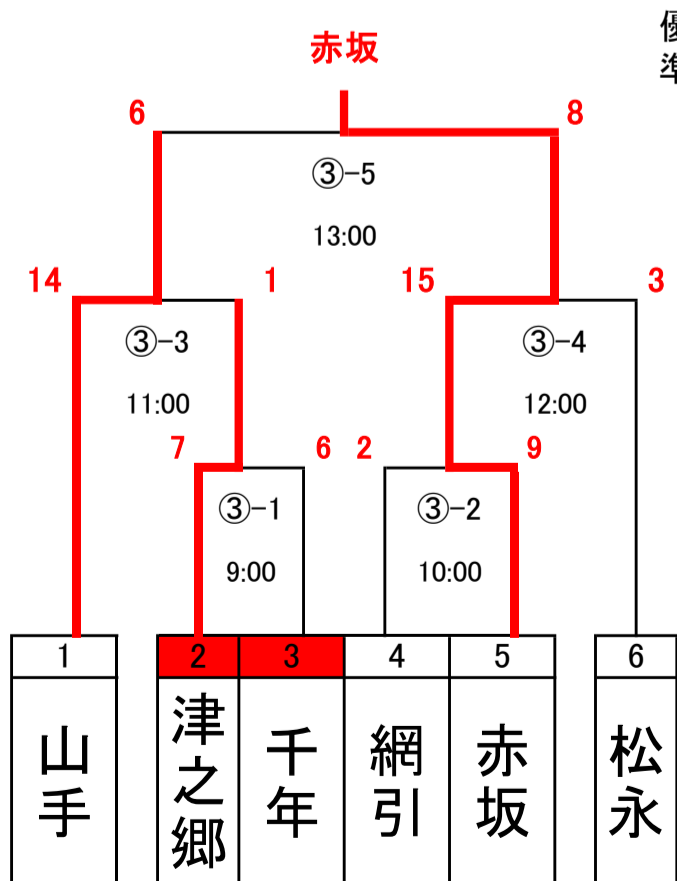 優
準
赤坂
6 8
③-5
13:00
14 1 15 3
③-3 ③-4
11:00 12:00
7 6 2 9
③-1 ③-2
9:00 10:00
1 2 3 4 5 6
山手
津之郷
千年
網引
赤坂
松永